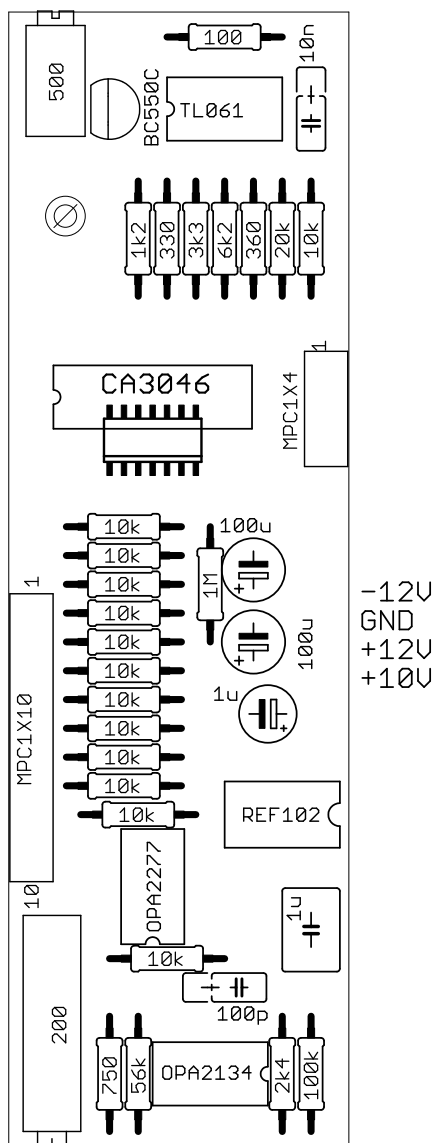 100
10n
500
BC550C
TL061
1k2
330
3k3
6k2
360
20k
10k
CA3046
1
MPC1X4
10k
10k
10k
10k
10k
10k
10k
10k
10k
10k
10k
1M
100u
100u
1u
-12V
GND
+12V
+10V
1
MPC1X10
10
REF102
OPA2277
1u
10k
100p
200
750
56k
OPA2134
2k4
100k